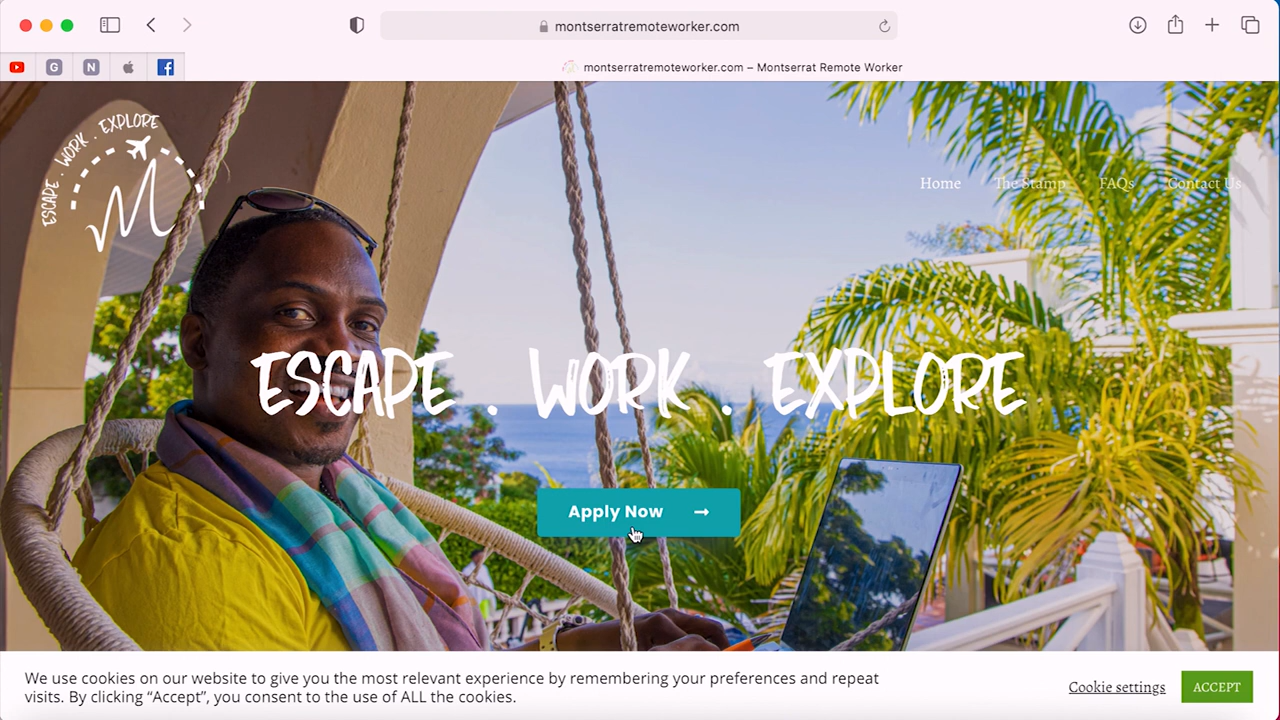 montserratremoteworker.com
G
N
montserratremoteworker.com – Montserrat Remote Worker
ESCAPE . WORK . EXPLORE
M
Home
The Stamp
FAQs
Contact Us
ESCAPE . WORK . EXPLORE
Apply Now →
We use cookies on our website to give you the most relevant experience by remembering your preferences and repeat
visits. By clicking “Accept”, you consent to the use of ALL the cookies.
Cookie settings
ACCEPT